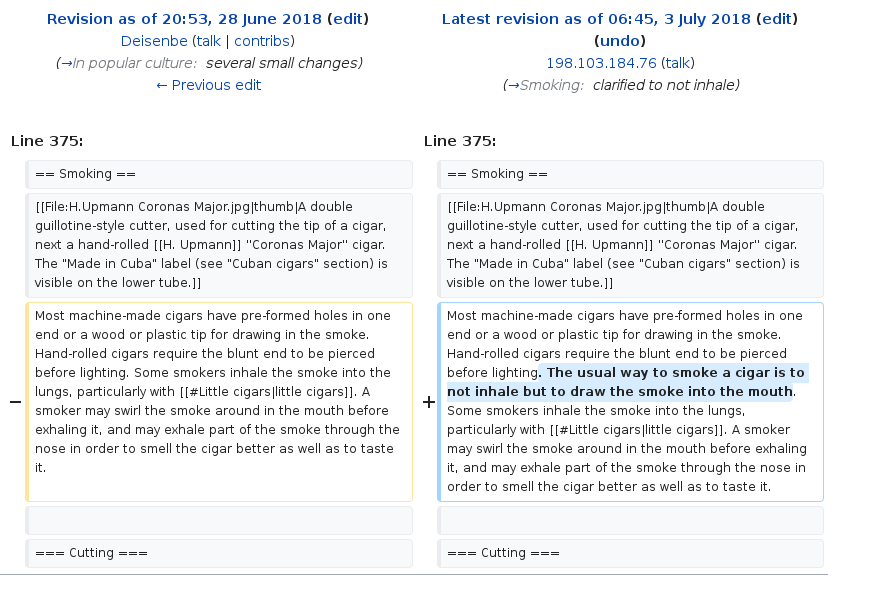 Revision as of 20:53, 28 June 2018 (edit)
Deisenbe (talk | contribs)
(→In popular culture: several small changes)
← Previous edit
Latest revision as of 06:45, 3 July 2018 (edit)
(undo)
198.103.184.76 (talk)
(→Smoking: clarified to not inhale)
Line 375:
Line 375:
== Smoking ==
== Smoking ==
[[File:H.Upmann Coronas Major.jpg|thumb|A double
guillotine-style cutter, used for cutting the tip of a cigar,
next a hand-rolled [[H. Upmann]] "Coronas Major" cigar.
The "Made in Cuba" label (see "Cuban cigars" section) is
visible on the lower tube.]]
[[File:H.Upmann Coronas Major.jpg|thumb|A double
guillotine-style cutter, used for cutting the tip of a cigar,
next a hand-rolled [[H. Upmann]] "Coronas Major" cigar.
The "Made in Cuba" label (see "Cuban cigars" section) is
visible on the lower tube.]]
−
Most machine-made cigars have pre-formed holes in one
end or a wood or plastic tip for drawing in the smoke.
Hand-rolled cigars require the blunt end to be pierced
before lighting. Some smokers inhale the smoke into the
lungs, particularly with [[#Little cigars|little cigars]]. A
smoker may swirl the smoke around in the mouth before
exhaling it, and may exhale part of the smoke through the
nose in order to smell the cigar better as well as to taste
it.
+
Most machine-made cigars have pre-formed holes in one
end or a wood or plastic tip for drawing in the smoke.
Hand-rolled cigars require the blunt end to be pierced
before lighting. The usual way to smoke a cigar is to
not inhale but to draw the smoke into the mouth.
Some smokers inhale the smoke into the lungs,
particularly with [[#Little cigars|little cigars]]. A smoker
may swirl the smoke around in the mouth before exhaling
it, and may exhale part of the smoke through the nose in
order to smell the cigar better as well as to taste it.
=== Cutting ===
=== Cutting ===